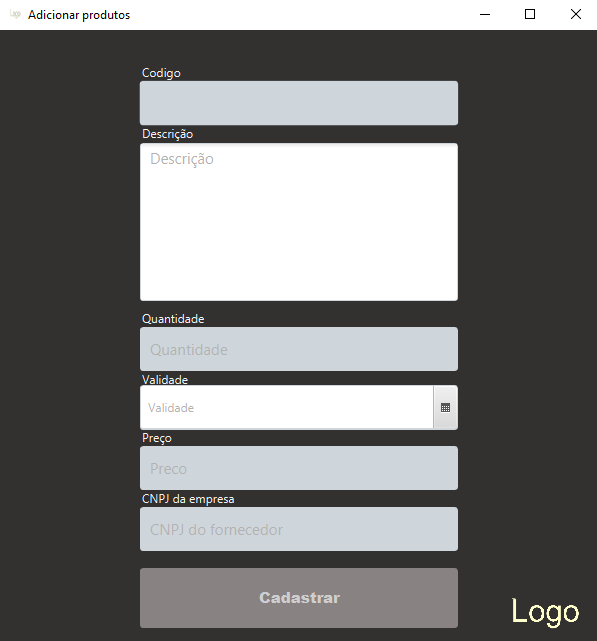 Adicionar produtos
Codigo
Descrição
Descrição
Quantidade
Quantidade
Validade
Validade
Preço
Preco
CNPJ da empresa
CNPJ do fornecedor
Cadastrar
Logo